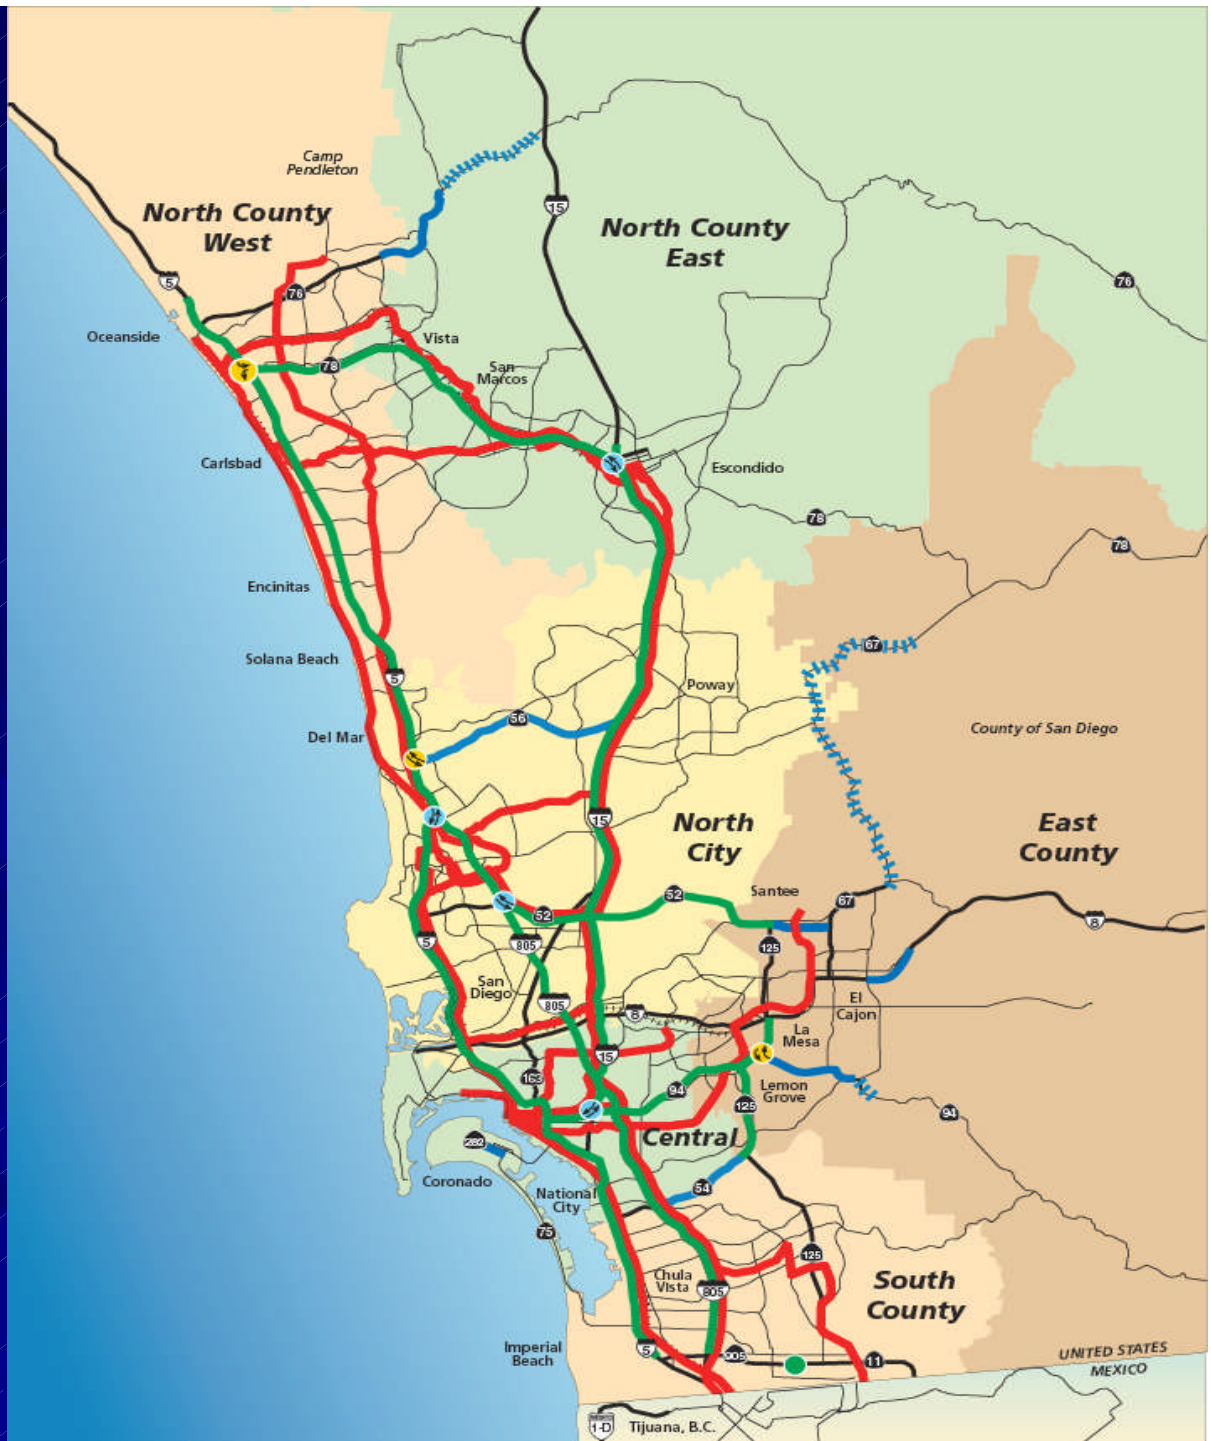 Camp
Pendleton
North County
West
15
North County
East
5
76
76
Oceanside
Vista
78
San
Marcos
Carlsbad
Escondido
78
78
Encinitas
67
Solana Beach
5
Poway
56
County of San Diego
Del Mar
15
North
City
East
County
Santee
52
67
52
8
5
805
125
San
Diego
805
El
Cajon
8
La
Mesa
15
163
94
Lemon
Grove
125
94
282
Central
Coronado
54
National
City
75
125
Chula
Vista
805
South
County
Imperial
Beach
5
905
11
UNITED STATES
MEXICO
1-D
Tijuana, B.C.